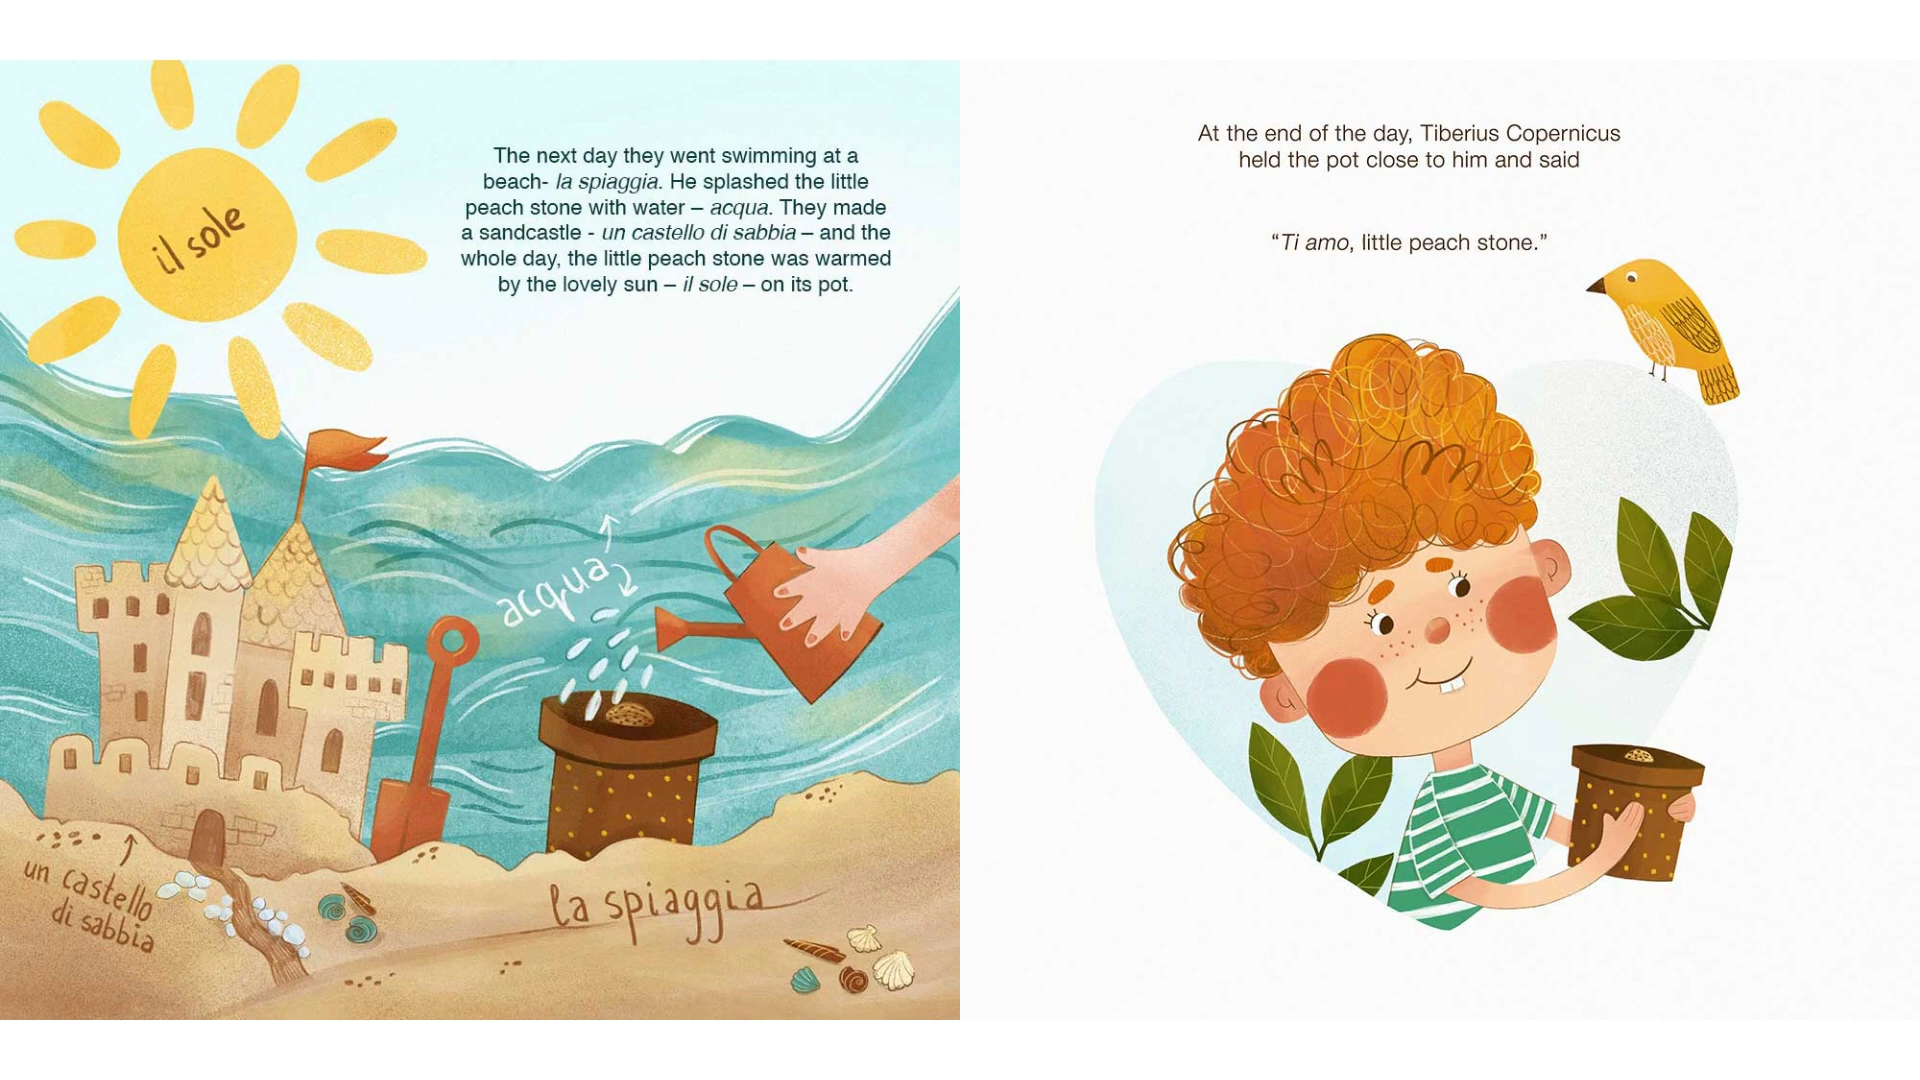 il sole
The next day they went swimming at a
beach- la spiaggia. He splashed the little
peach stone with water – acqua. They made
a sandcastle - un castello di sabbia – and the
whole day, the little peach stone was warmed
by the lovely sun – il sole – on its pot.
acqua
un castello
di sabbia
la spiaggia
At the end of the day, Tiberius Copernicus
held the pot close to him and said
“Ti amo, little peach stone.”